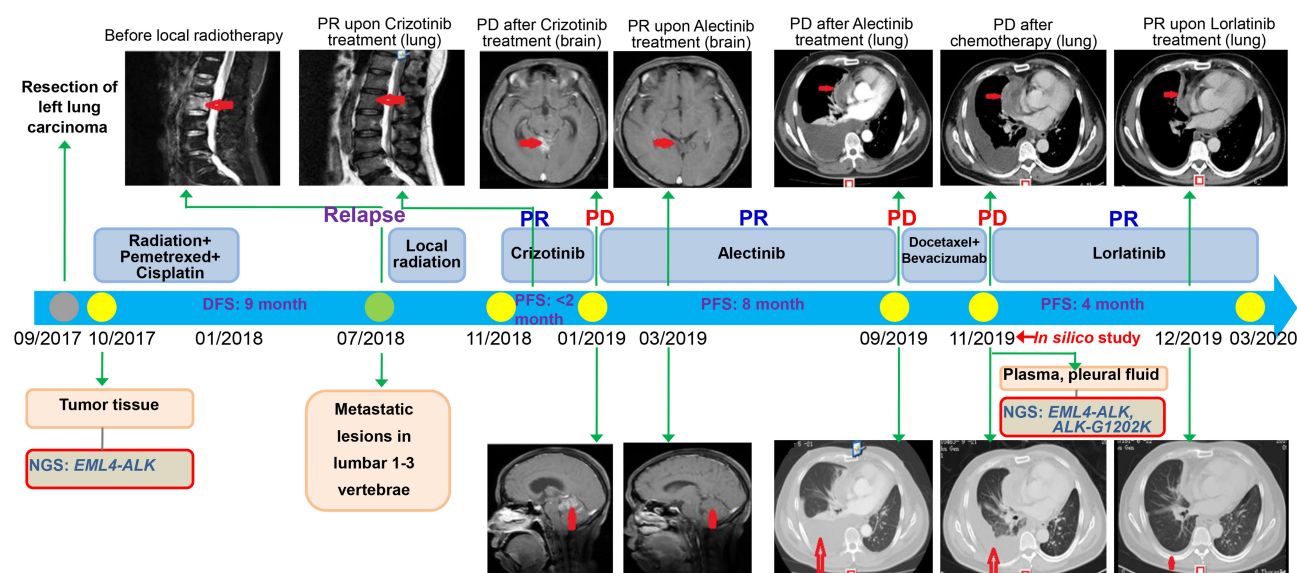 Before local radiotherapy
PR upon Crizotinib
treatment (lung)
PD after Crizotinib
treatment (brain)
PR upon Alectinib
treatment (brain)
PD after Alectinib
treatment (lung)
PD after
chemotherapy (lung)
PR upon Lorlatinib
treatment (lung)
Resection of
left lung
carcinoma
Relapse
PR
PD
PR
PD
PD
PR
Radiation+
Pemetrexed+
Cisplatin
Local
radiation
Crizotinib
Alectinib
Docetaxel+
Bevacizumab
Lorlatinib
DFS: 9 month
PFS: <2
month
PFS: 8 month
PFS: 4 month
09/2017
10/2017
01/2018
07/2018
11/2018
01/2019
03/2019
09/2019
11/2019
In silico study
12/2019
03/2020
Tumor tissue
NGS: EML4-ALK
Metastatic
lesions in
lumbar 1-3
vertebrae
Plasma, pleural fluid
NGS: EML4-ALK,
ALK-G1202K